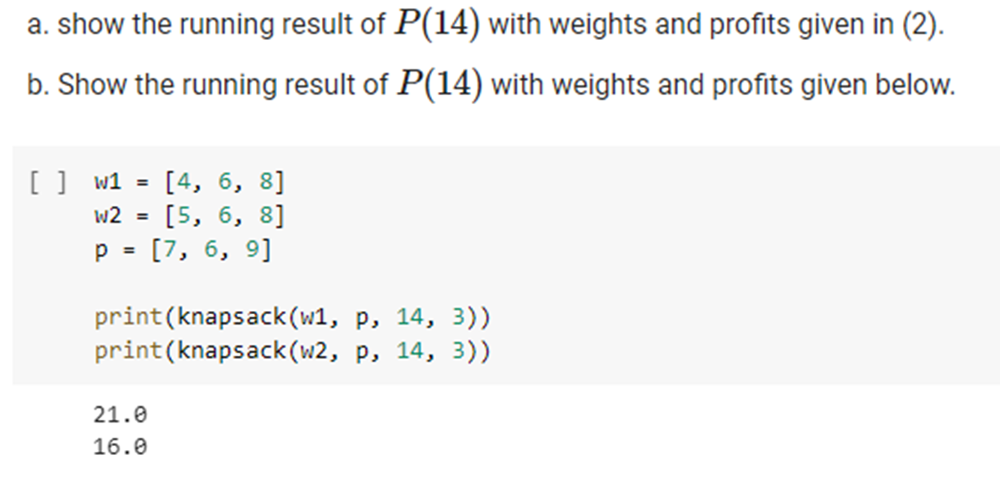 a. show the running result of P(14) with weights and profits given in (2).
b. Show the running result of P(14) with weights and profits given below.
[ ] w1 = [4, 6, 8]
w2 = [5, 6, 8]
p = [7, 6, 9]
print(knapsack(w1, p, 14, 3))
print(knapsack(w2, p, 14, 3))
21.0
16.0